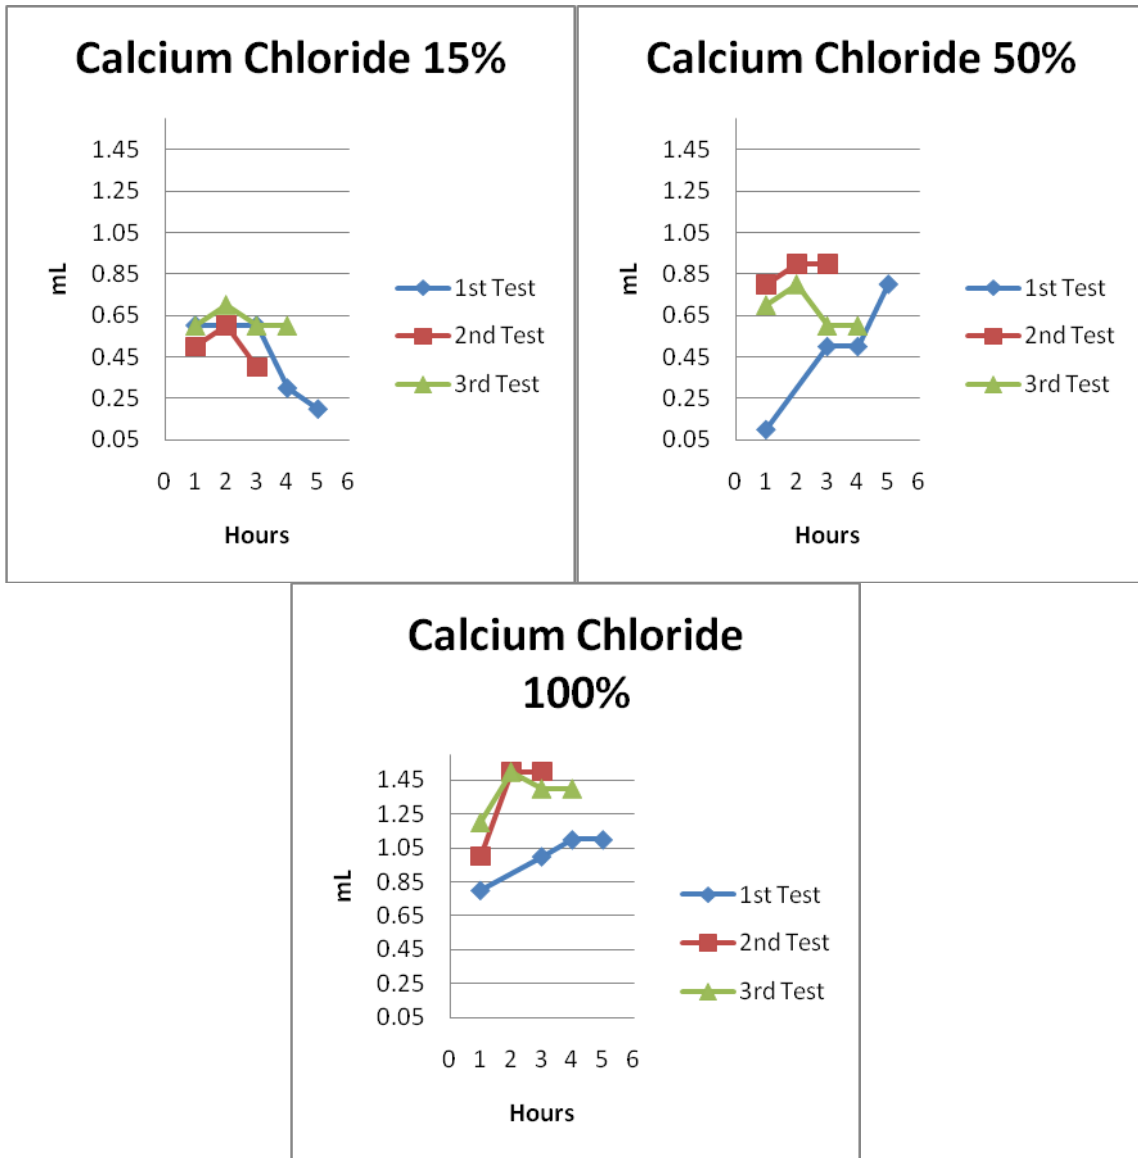 Calcium Chloride 15%
1.45
1.25
1.05
0.85
0.65
0.45
0.25
0.05
mL
0 1 2 3 4 5 6
Hours
1st Test
2nd Test
3rd Test
Calcium Chloride 50%
1.45
1.25
1.05
0.85
0.65
0.45
0.25
0.05
mL
0 1 2 3 4 5 6
Hours
1st Test
2nd Test
3rd Test
Calcium Chloride
100%
1.45
1.25
1.05
0.85
0.65
0.45
0.25
0.05
mL
0 1 2 3 4 5 6
Hours
1st Test
2nd Test
3rd Test